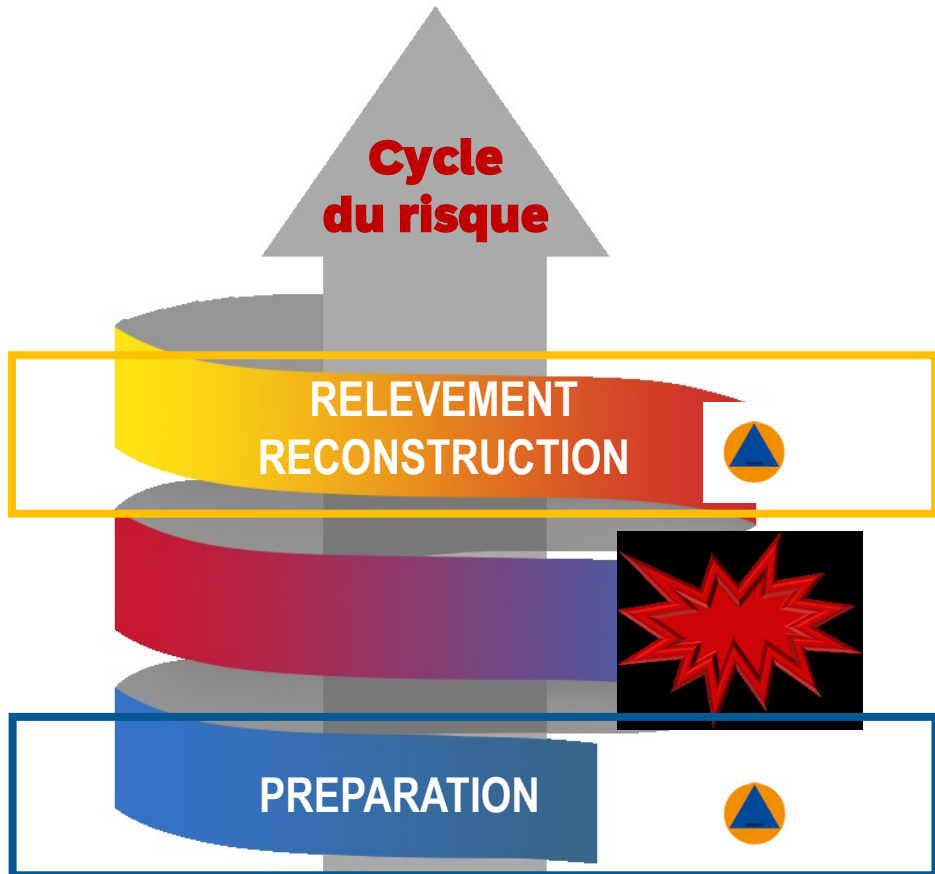 Cycle
du risque
RELEVEMENT
RECONSTRUCTION
PREPARATION